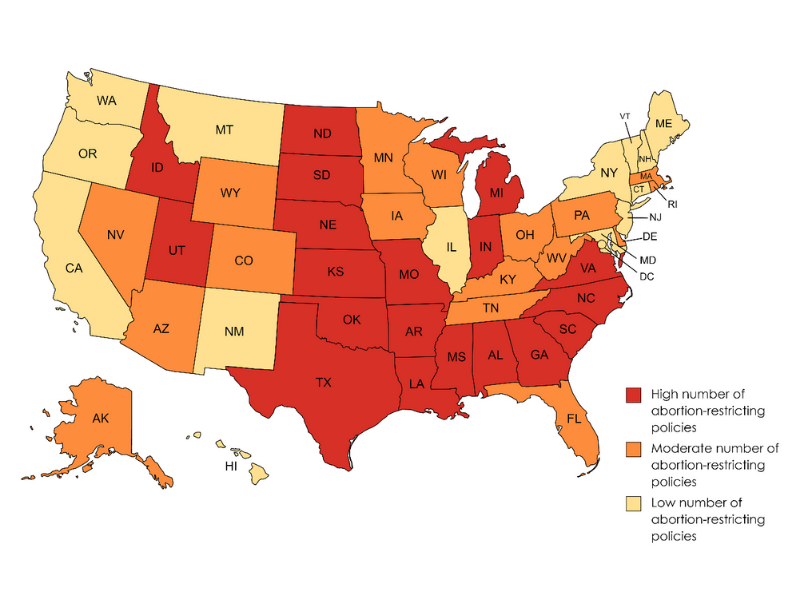 WA
OR
CA
NV
ID
MT
WY
UT
AZ
CO
NM
ND
SD
NE
KS
OK
TX
MN
IA
MO
AR
LA
WI
IL
MI
IN
OH
KY
TN
MS
AL
GA
FL
SC
NC
VA
WV
PA
NY
VT
NH
ME
MA
CT
RI
NJ
DE
MD
DC
AK
HI
High number of
abortion-restricting
policies
Moderate number of
abortion-restricting
policies
Low number of
abortion-restricting
policies